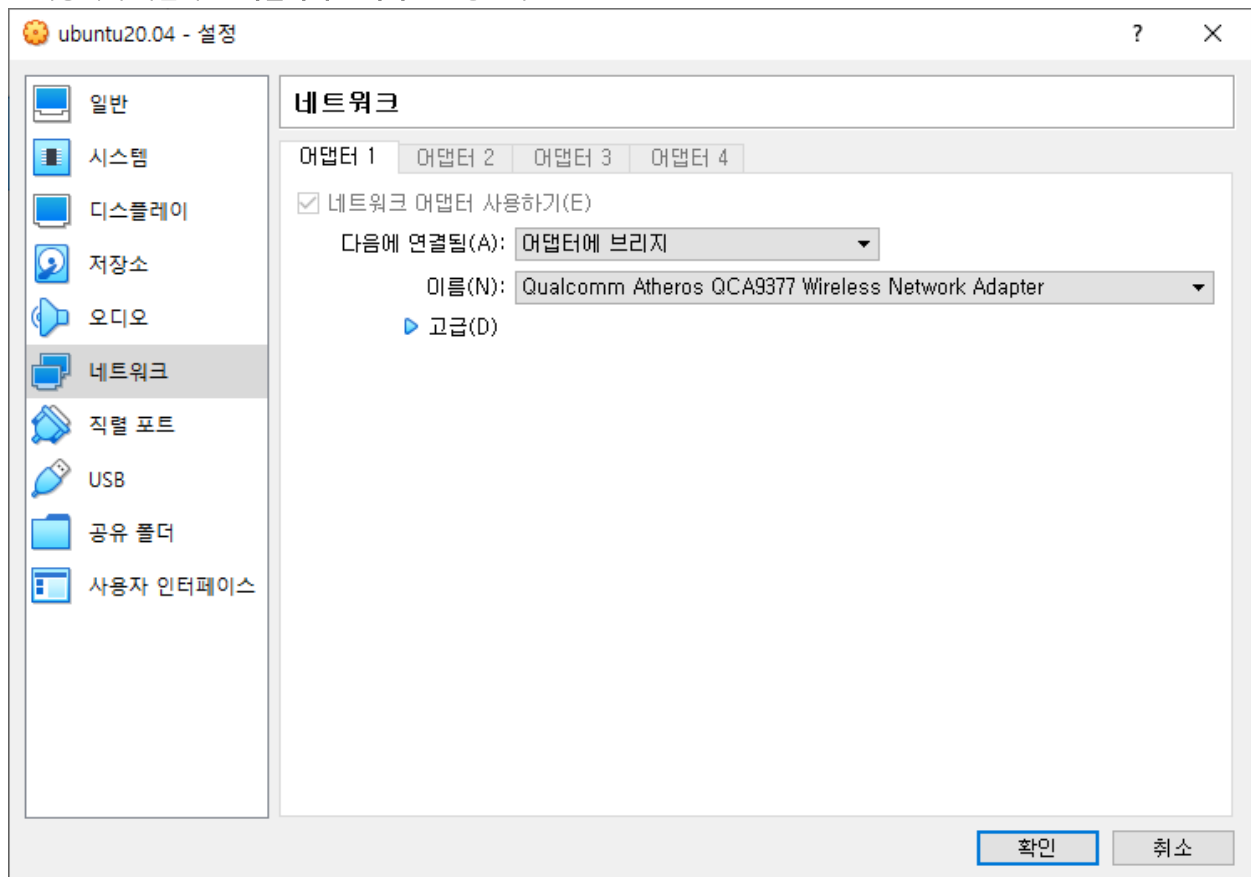 ubuntu20.04 - 설정
?
일반
시스템
디스플레이
저장소
오디오
네트워크
직렬 포트
USB
공유 폴더
사용자 인터페이스
네트워크
어댑터 1 어댑터 2 어댑터 3 어댑터 4
네트워크 어댑터 사용하기(E)
다음에 연결됨(A): 어댑터에 브리지
이름(N): Qualcomm Atheros QCA9377 Wireless Network Adapter
고급(D)
확인 취소